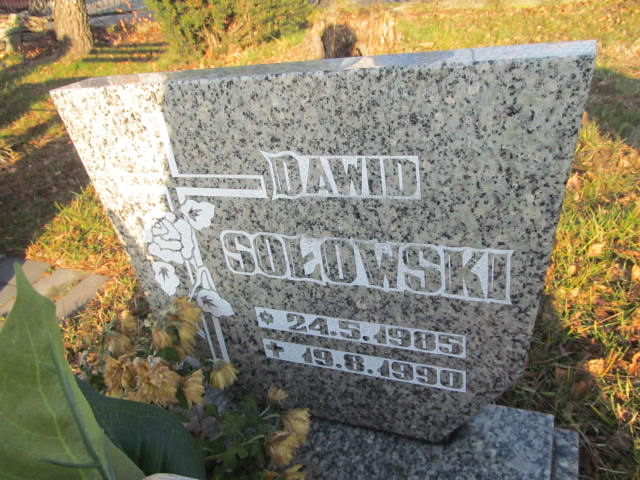 DAWID
SOŁOWSKI
* 24.5.1985
+ 19.8.1990